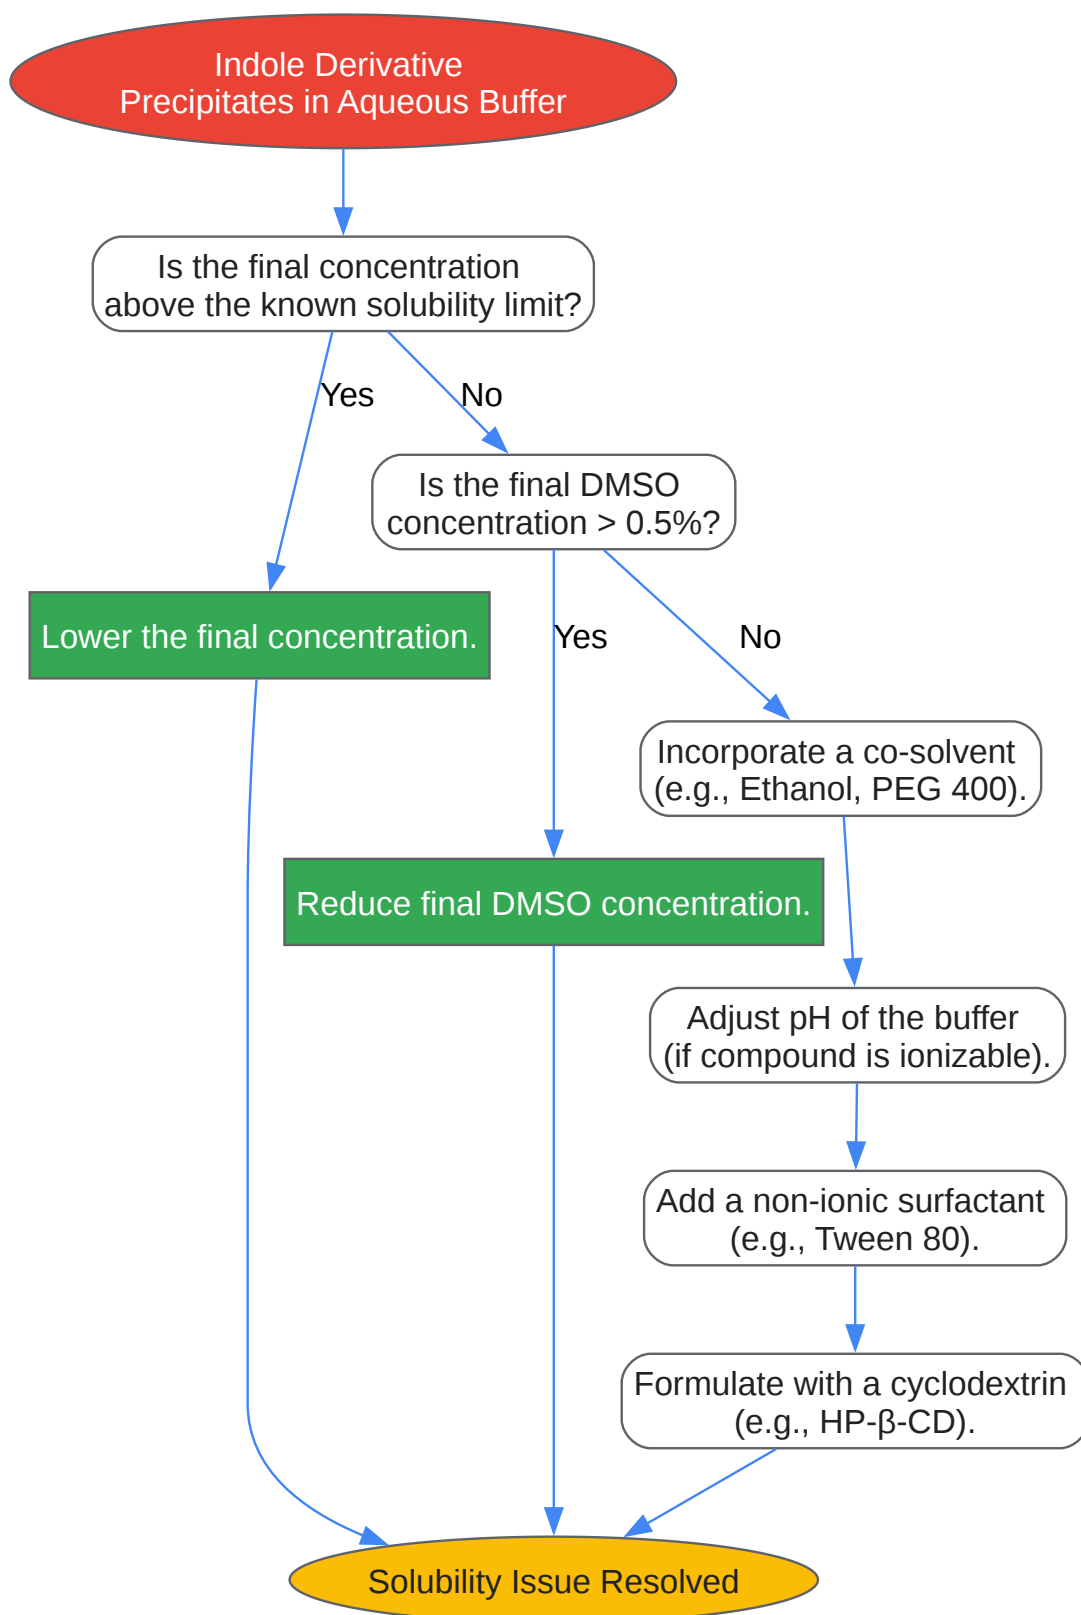 Indole Derivative
Precipitates in Aqueous Buffer
Is the final concentration
above the known solubility limit?
Yes
No
Is the final DMSO
concentration > 0.5%?
Lower the final concentration.
Yes
No
Incorporate a co-solvent
(e.g., Ethanol, PEG 400).
Reduce final DMSO concentration.
Adjust pH of the buffer
(if compound is ionizable).
Add a non-ionic surfactant
(e.g., Tween 80).
Formulate with a cyclodextrin
(e.g., HP-β-CD).
Solubility Issue Resolved